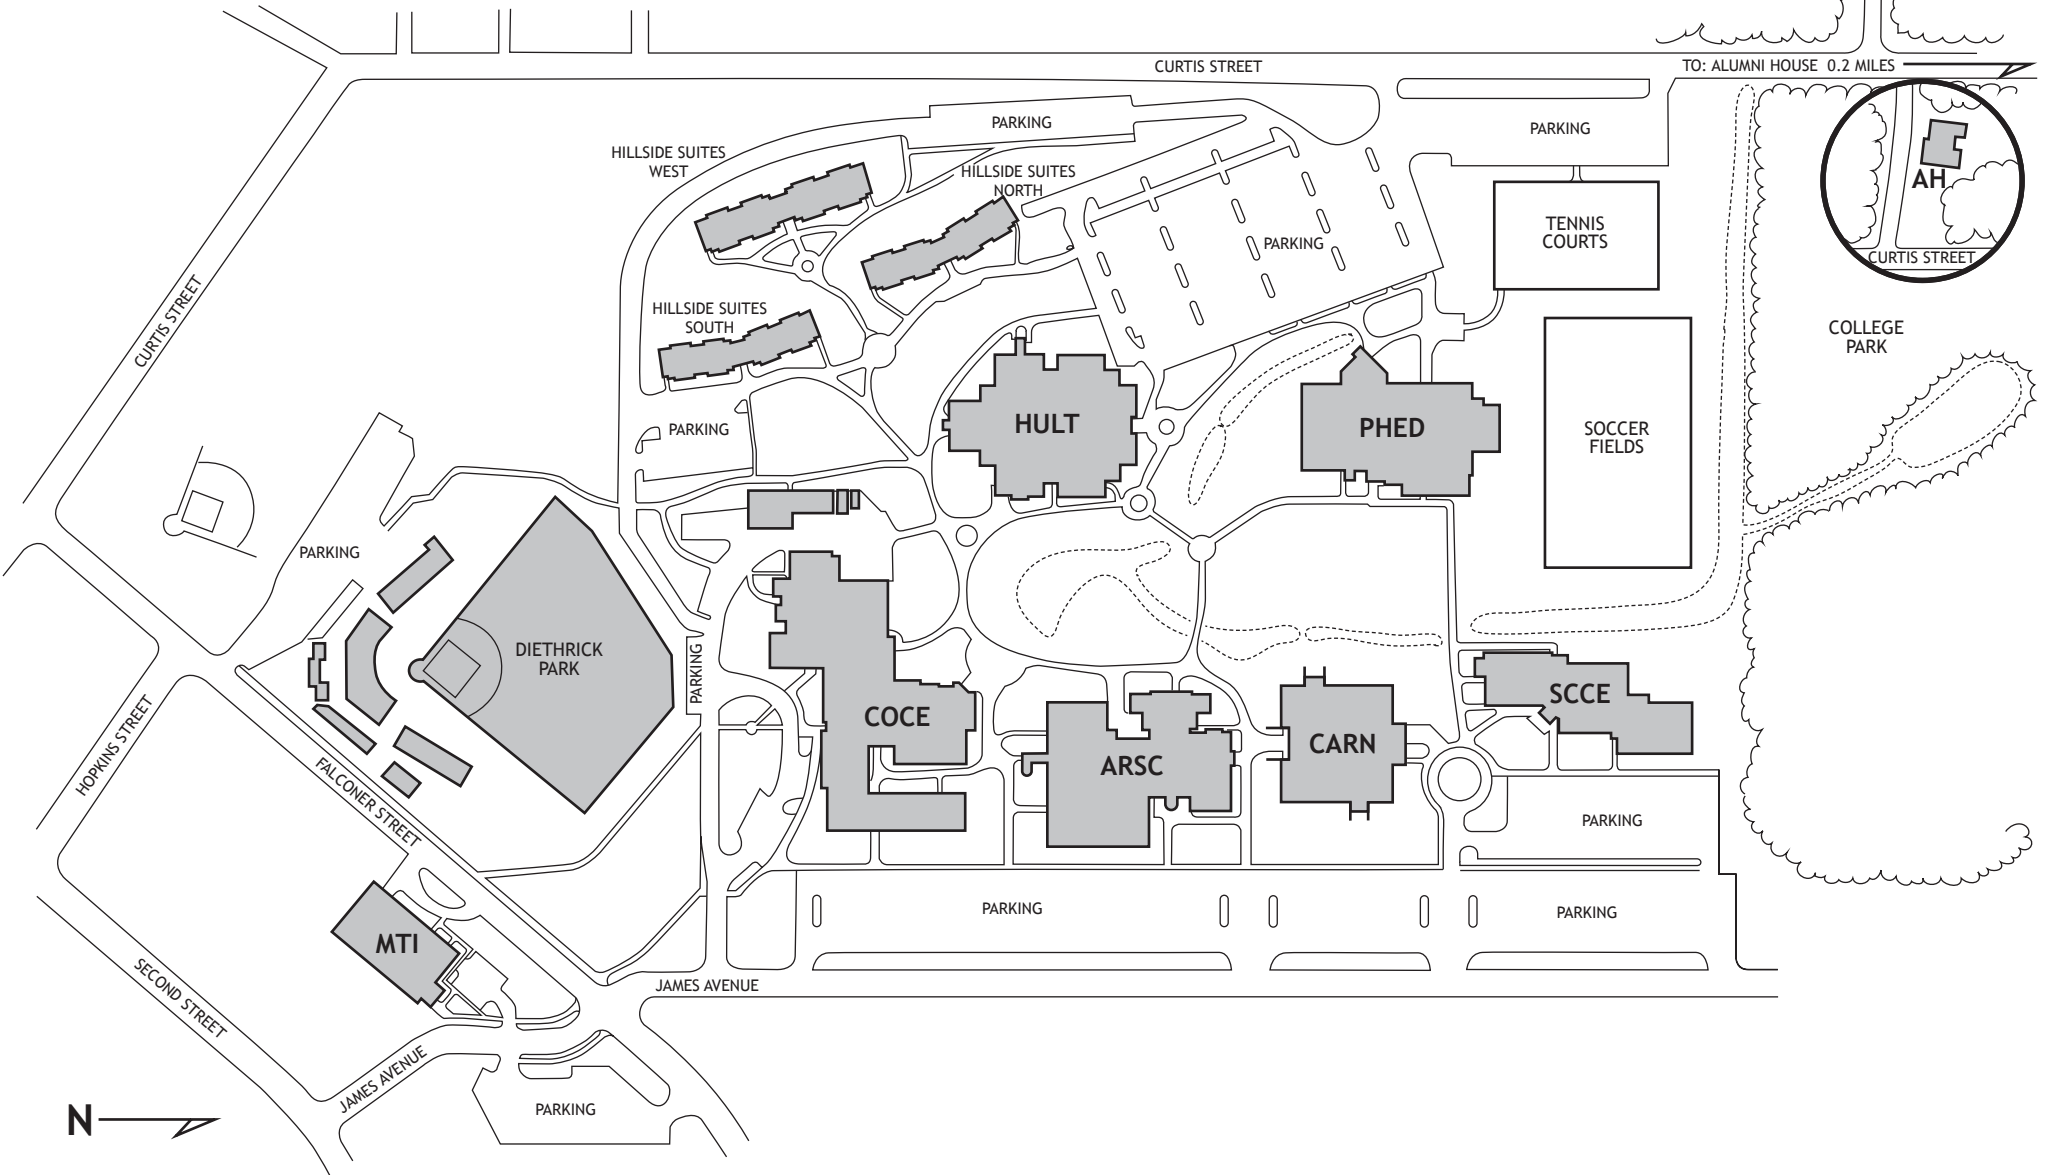 CURTIS STREET
TO: ALUMNI HOUSE 0.2 MILES
PARKING
PARKING
HILLSIDE SUITES
WEST
HILLSIDE SUITES
NORTH
AH
TENNIS
COURTS
PARKING
CURTIS STREET
CURTIS STREET
HILLSIDE SUITES
SOUTH
COLLEGE
PARK
HULT
PHED
PARKING
SOCCER
FIELDS
PARKING
DIETHRICK
PARK
PARKING
SCCE
COCE
CARN
ARSC
HOPKINS STREET
FALCONER STREET
PARKING
PARKING
PARKING
MTI
SECOND STREET
JAMES AVENUE
JAMES AVENUE
PARKING
N